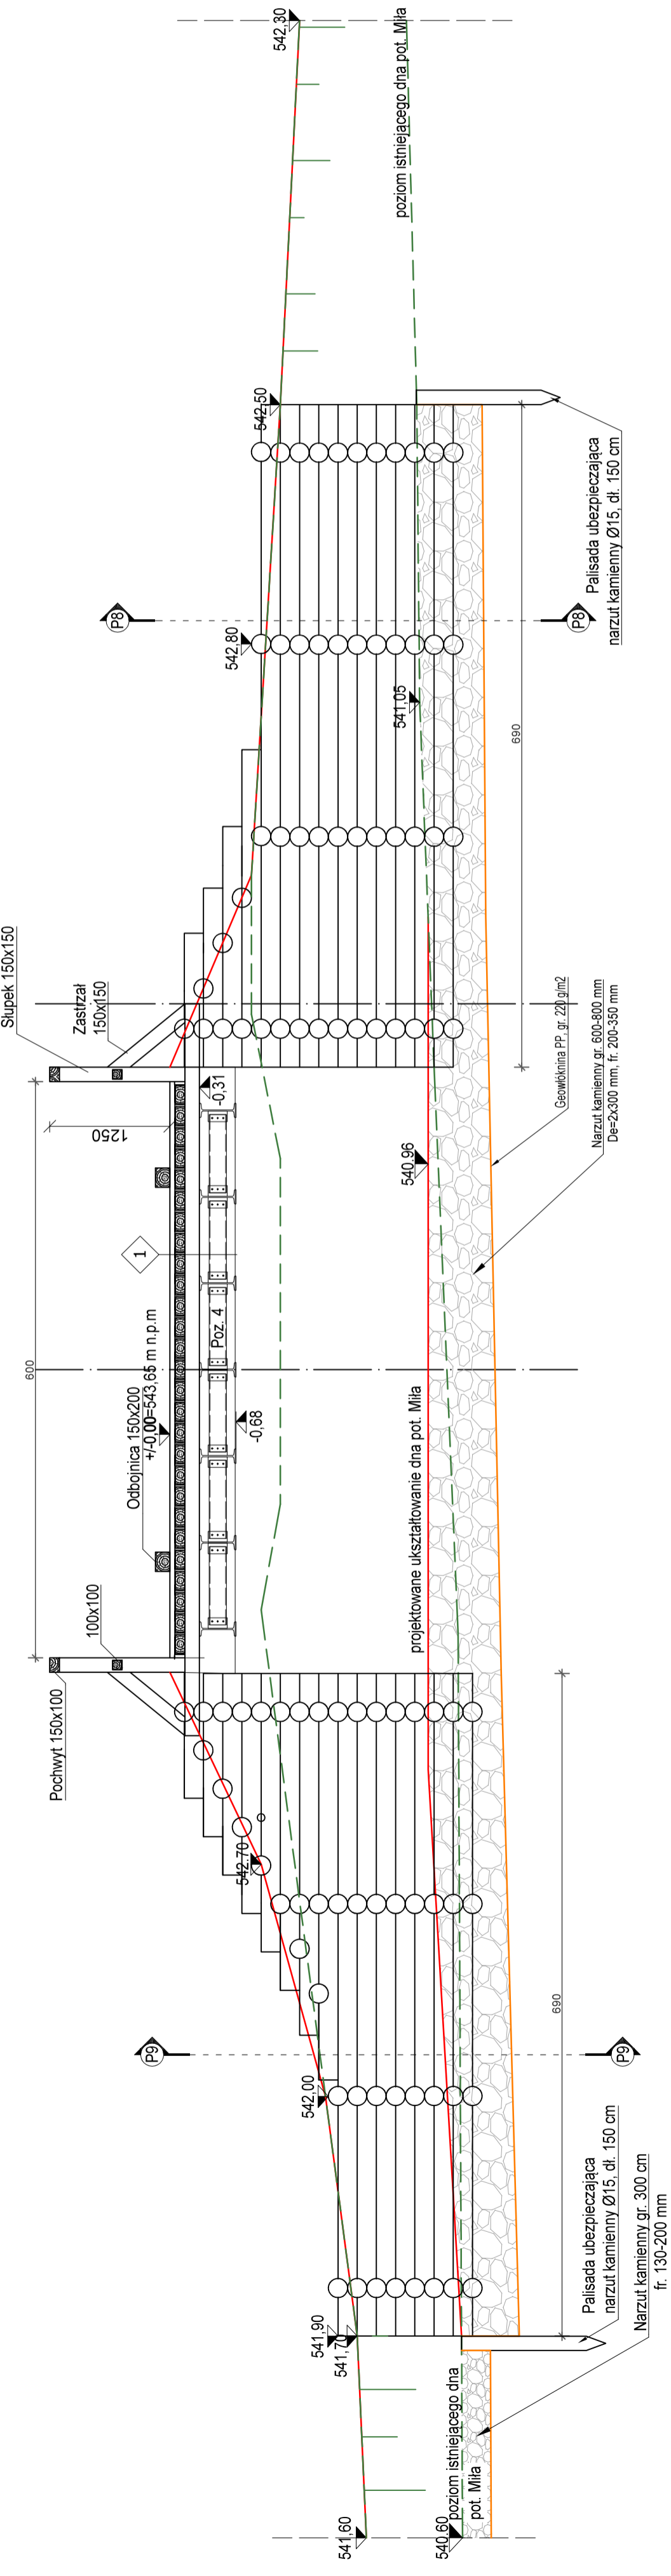 541,60
540.60
poziom istniejącego dna
pot. Miła
541,90
541,70
Palisada ubezpieczająca
narzut kamienny Ø15, dł. 150 cm
Narzut kamienny gr. 300 cm
fr. 130-200 mm
542,00
P9
P9
690
542.70
Pochwyt 150x100
100x100
projektowane ukształtowanie dna pot. Miła
600
Odbojnica 150x200
+/-0,00=543,65 m n.p.m
-0,68
Poz. 4
1
1250
-0,31
540.96
Słupek 150x150
Zastrzał
150x150
Geowłóknina PP, gr. 220 g/m2
Narzut kamienny gr. 600-800 mm
De=2x300 mm, fr. 200-350 mm
542,80
541,05
690
P8
P8
542,50
Palisada ubezpieczająca
narzut kamienny Ø15, dł. 150 cm
poziom istniejącego dna pot. Miła
542,30